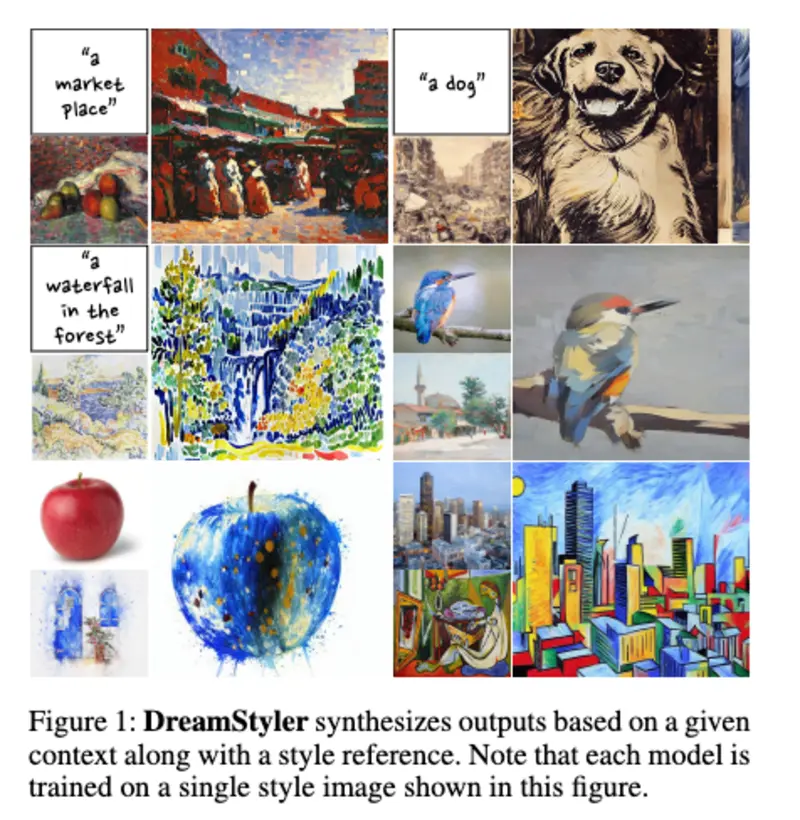 “a
market
place”
“a dog”
“a
waterfall
in the
forest”
Figure 1: DreamStyler synthesizes outputs based on a given
context along with a style reference. Note that each model is
trained on a single style image shown in this figure.